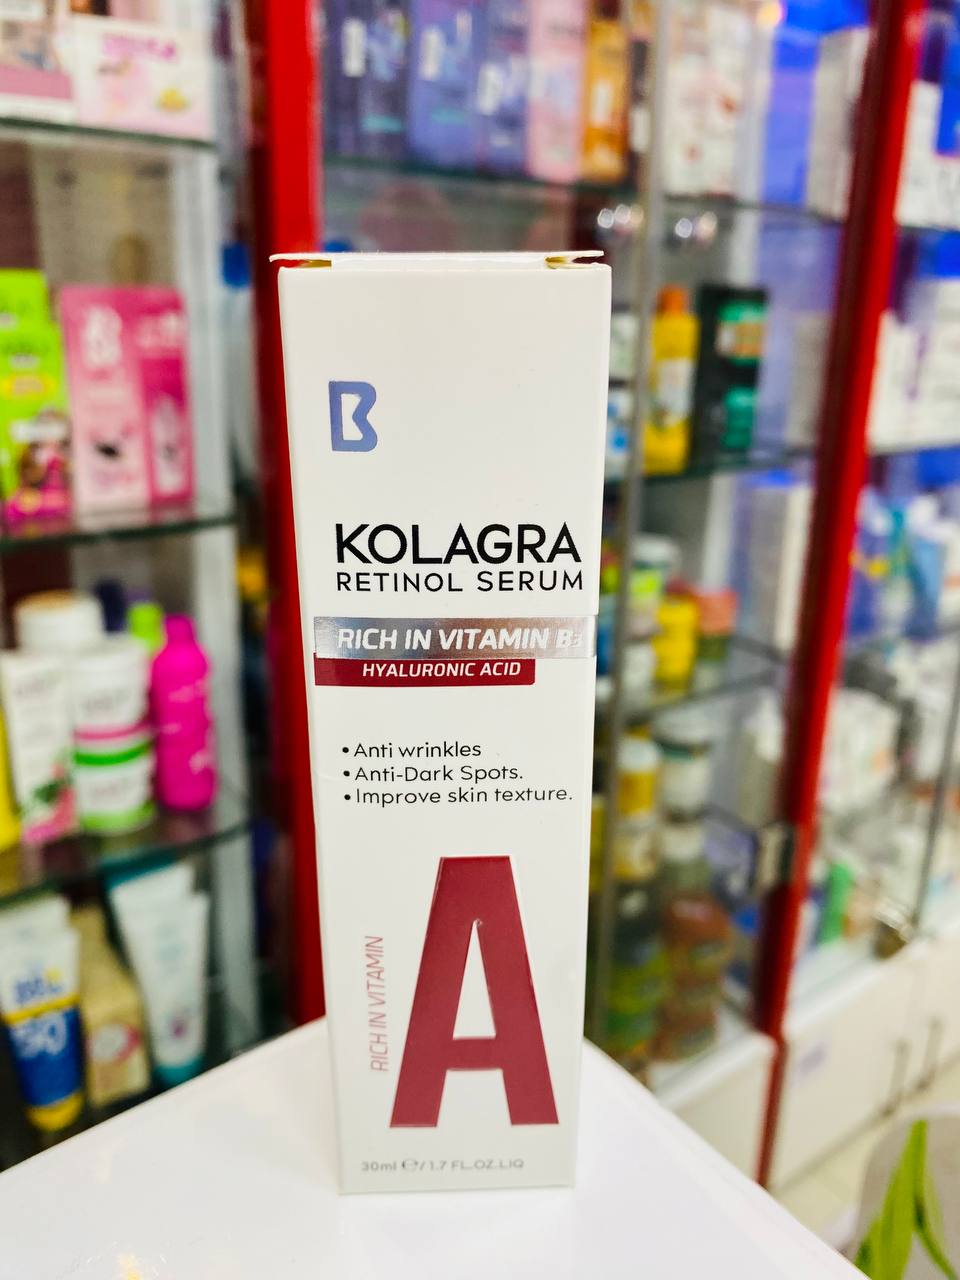 B
KOLAGRA
RETINOL SERUM
RICH IN VITAMIN B3
HYALURONIC ACID
• Anti wrinkles
• Anti-Dark Spots.
• Improve skin texture.
RICH IN VITAMIN
A
30ml ℮/ 1.7 FL.OZ.LIQ